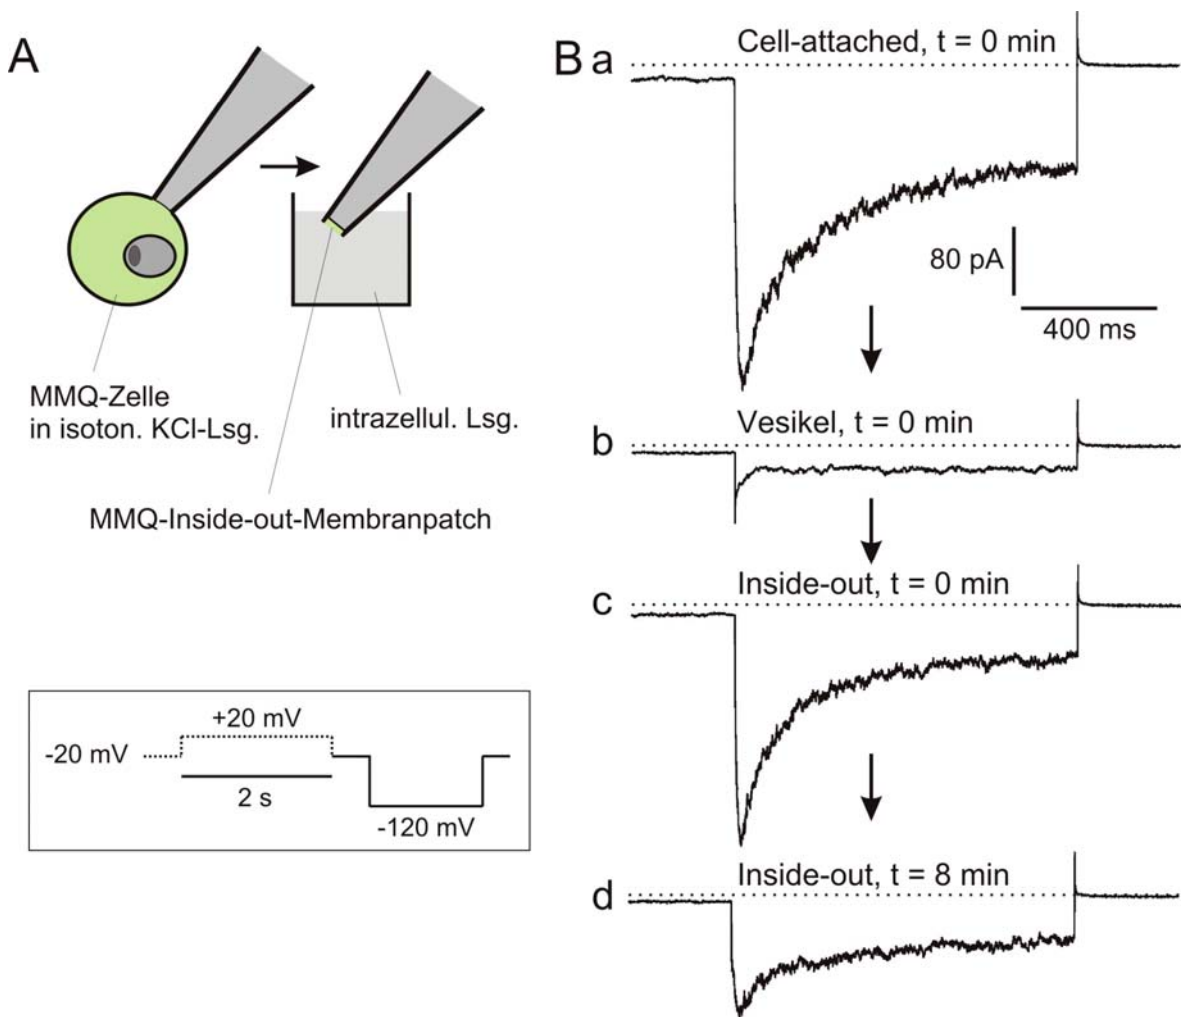 A
MMQ-Zelle
in isoton. KCl-Lsg.
intrazellul. Lsg.
MMQ-Inside-out-Membranpatch
+20 mV
-20 mV
2 s
-120 mV
B
a
Cell-attached, t = 0 min
80 pA
400 ms
b
Vesikel, t = 0 min
c
Inside-out, t = 0 min
d
Inside-out, t = 8 min